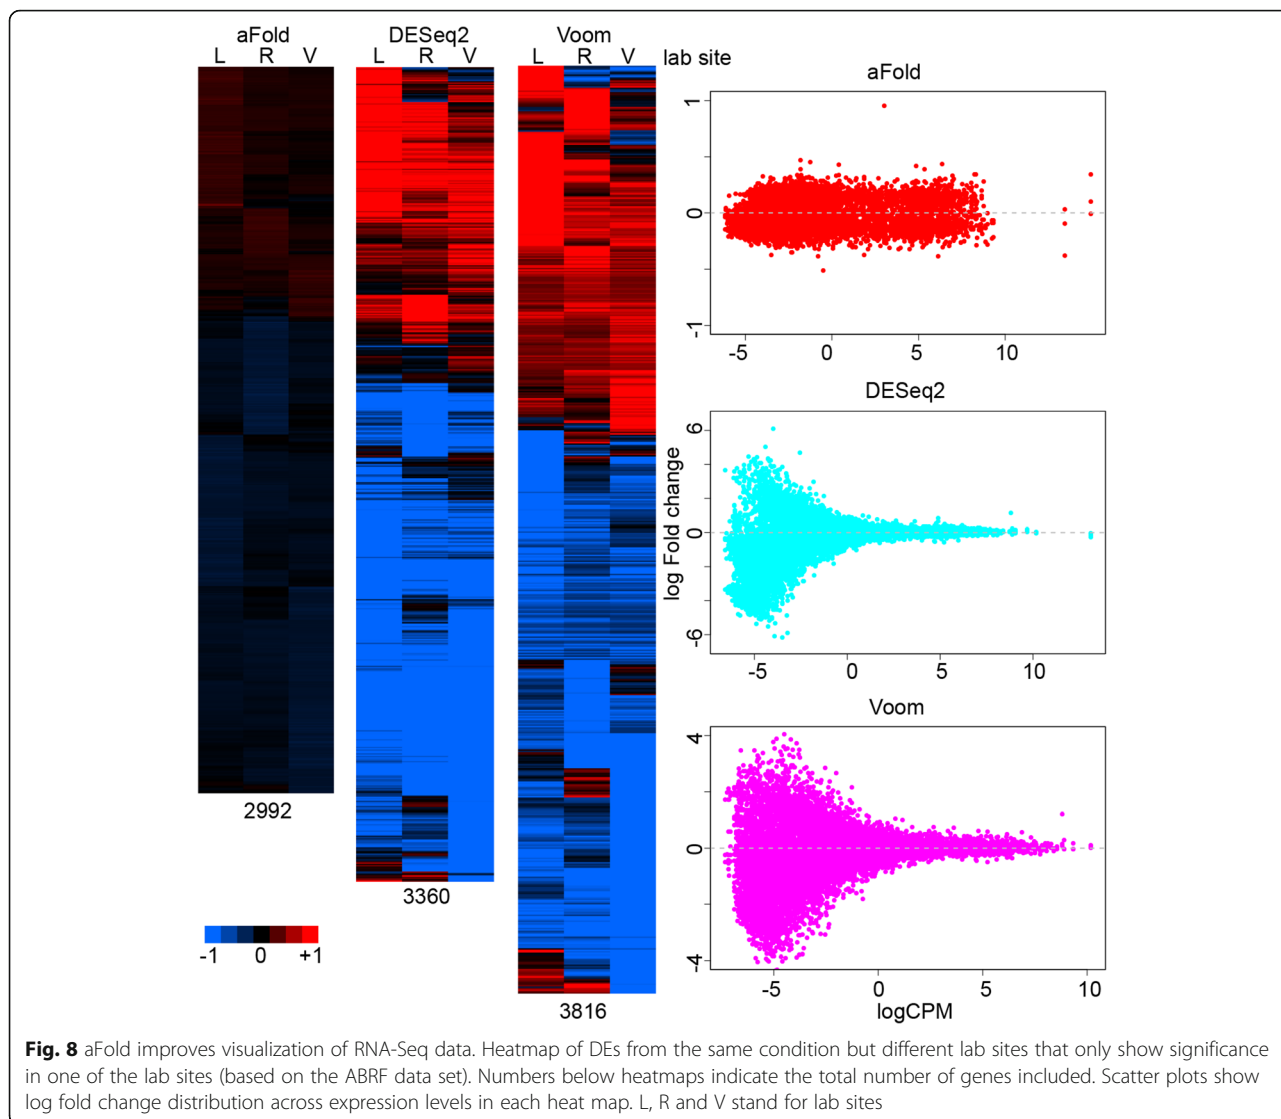 aFold
L R V
DESeq2
L R V
Voom
L R V
lab site
2992
3360
3816
-1 0 +1
aFold
1
0
-1
-5 0 5 10
DESeq2
6
0
-6
-5 0 5 10
log Fold change
Voom
4
2
0
-2
-4
-5 0 5 10
logCPM
Fig. 8 aFold improves visualization of RNA-Seq data. Heatmap of DEs from the same condition but different lab sites that only show significance
in one of the lab sites (based on the ABRF data set). Numbers below heatmaps indicate the total number of genes included. Scatter plots show
log fold change distribution across expression levels in each heat map. L, R and V stand for lab sites